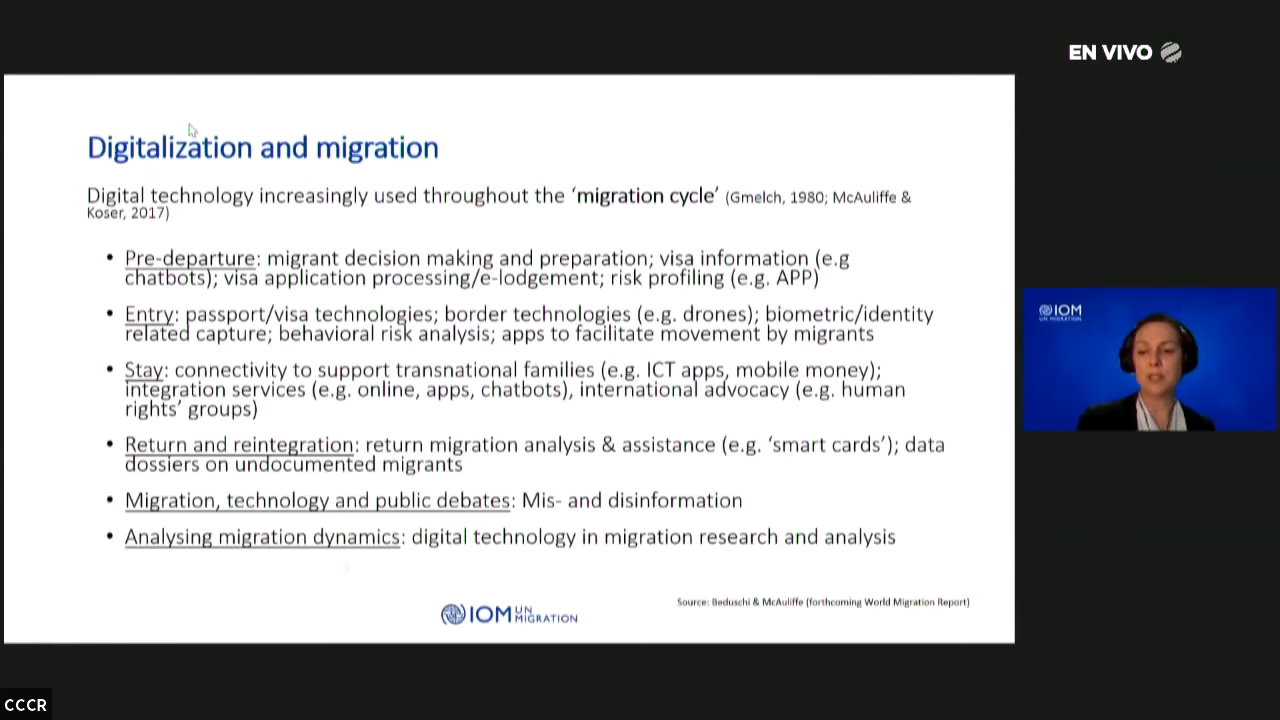 EN VIVO
Digitalization and migration
Digital technology increasingly used throughout the ‘migration cycle’ (Gmelch, 1980; McAuliffe &
Koser, 2017)
• Pre-departure: migrant decision making and preparation; visa information (e.g
chatbots); visa application processing/e-lodgement; risk profiling (e.g. APP)
• Entry: passport/visa technologies; border technologies (e.g. drones); biometric/identity
related capture; behavioral risk analysis; apps to facilitate movement by migrants
• Stay: connectivity to support transnational families (e.g. ICT apps, mobile money);
integration services (e.g. online, apps, chatbots), international advocacy (e.g. human
rights’ groups)
• Return and reintegration: return migration analysis & assistance (e.g. ‘smart cards’); data
dossiers on undocumented migrants
• Migration, technology and public debates: Mis- and disinformation
• Analysing migration dynamics: digital technology in migration research and analysis
Source: Beduschi & McAuliffe (forthcoming World Migration Report)
IOM UN MIGRATION
IOM
UN MIGRATION
CCCR